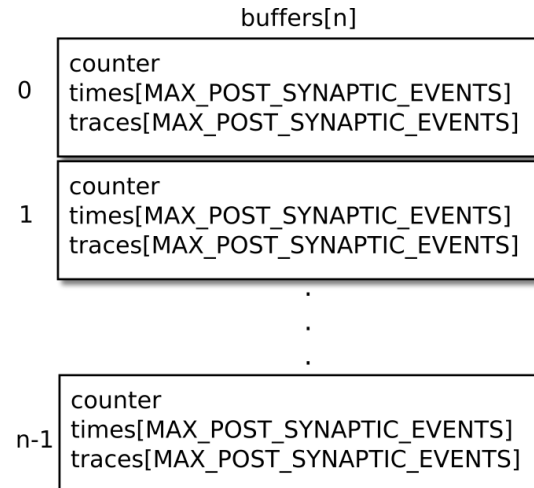 buffers[n]
0
counter
times[MAX_POST_SYNAPTIC_EVENTS]
traces[MAX_POST_SYNAPTIC_EVENTS]
1
counter
times[MAX_POST_SYNAPTIC_EVENTS]
traces[MAX_POST_SYNAPTIC_EVENTS]
.
.
.
n-1
counter
times[MAX_POST_SYNAPTIC_EVENTS]
traces[MAX_POST_SYNAPTIC_EVENTS]